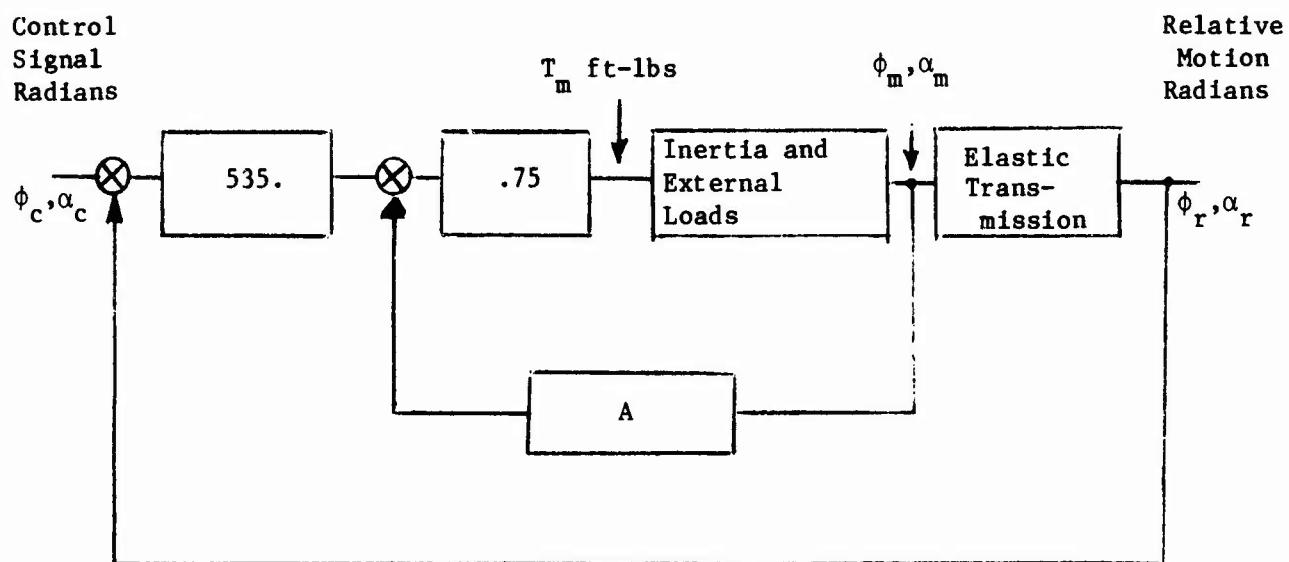 Control
Signal
Radians
Relative
Motion
Radians
T_m ft-lbs
ϕ_m,α_m
535.
.75
Inertia and
External
Loads
Elastic
Trans-
mission
ϕ_c,α_c
ϕ_r,α_r
A